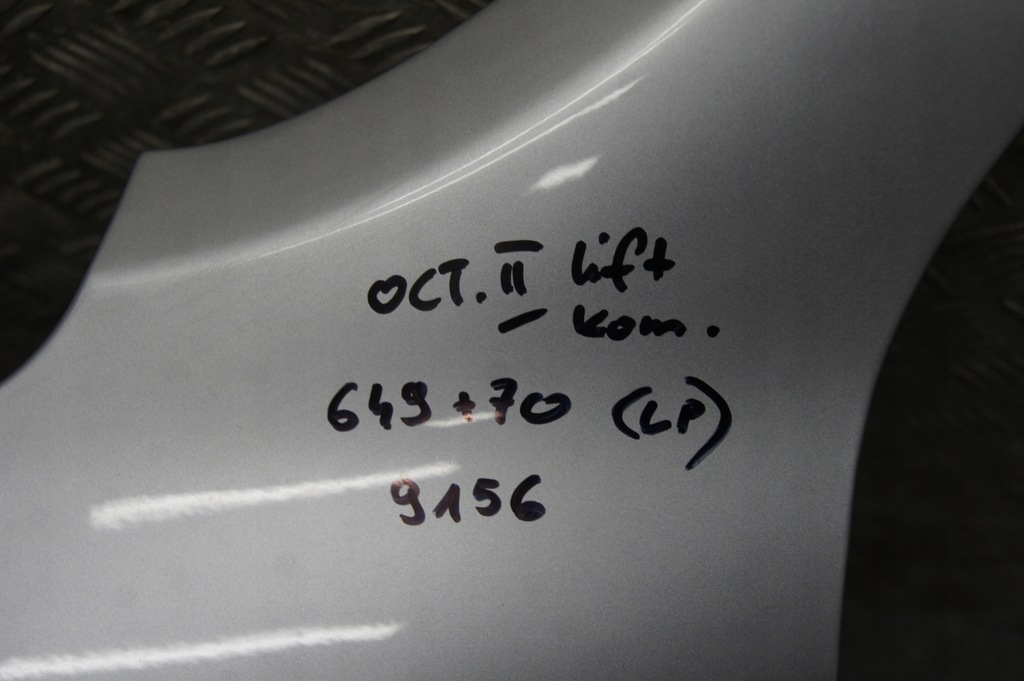 OCT. II lift
kom.
649 + 70 (LP)
9156